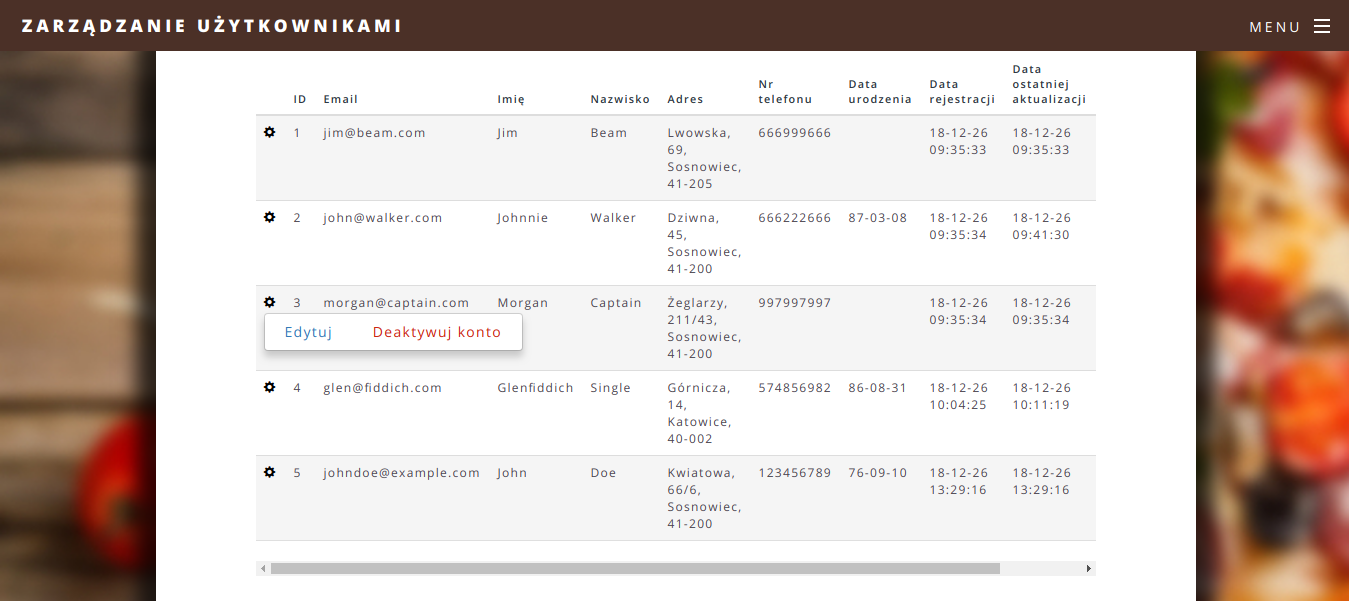 ZARZĄDZANIE UŻYTKOWNIKAMI
MENU
ID Email Imię Nazwisko Adres Nr telefonu Data urodzenia Data rejestracji Data ostatniej aktualizacji
1 jim@beam.com Jim Beam Lwowska, 666999666 18-12-26 18-12-26
69, 09:35:33 09:35:33
Sosnowiec,
41-205
2 john@walker.com Johnnie Walker Dziwna, 666222666 87-03-08 18-12-26 18-12-26
45, 09:35:34 09:41:30
Sosnowiec,
41-200
3 morgan@captain.com Morgan Captain Żeglarzy, 997997997 18-12-26 18-12-26
211/43, 09:35:34 09:35:34
Edytuj Deaktywuj konto Sosnowiec,
41-200
4 glen@fiddich.com Glenfiddich Single Górnicza, 574856982 86-08-31 18-12-26 18-12-26
14, 10:04:25 10:11:19
Katowice,
40-002
5 johndoe@example.com John Doe Kwiatowa, 123456789 76-09-10 18-12-26 18-12-26
66/6, 13:29:16 13:29:16
Sosnowiec,
41-200